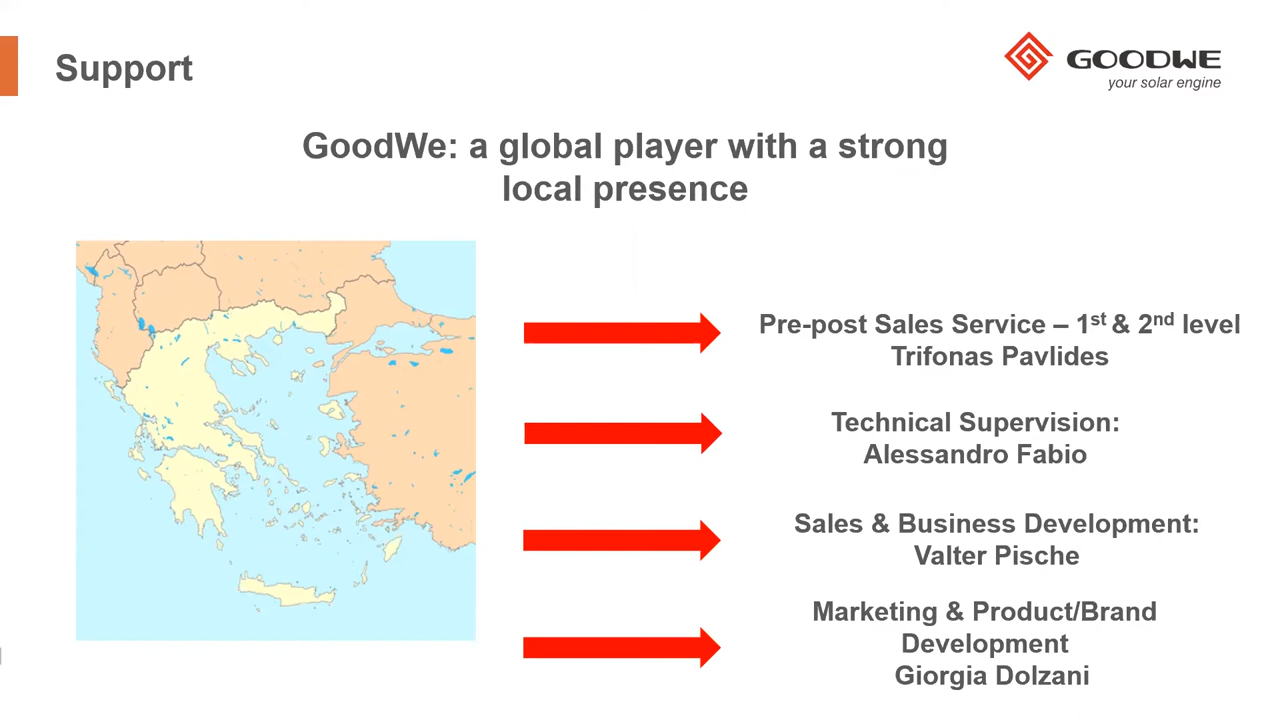 Support
GOODWE
your solar engine
GoodWe: a global player with a strong
local presence
Pre-post Sales Service – 1st & 2nd level
Trifonas Pavlides
Technical Supervision:
Alessandro Fabio
Sales & Business Development:
Valter Pische
Marketing & Product/Brand
Development
Giorgia Dolzani